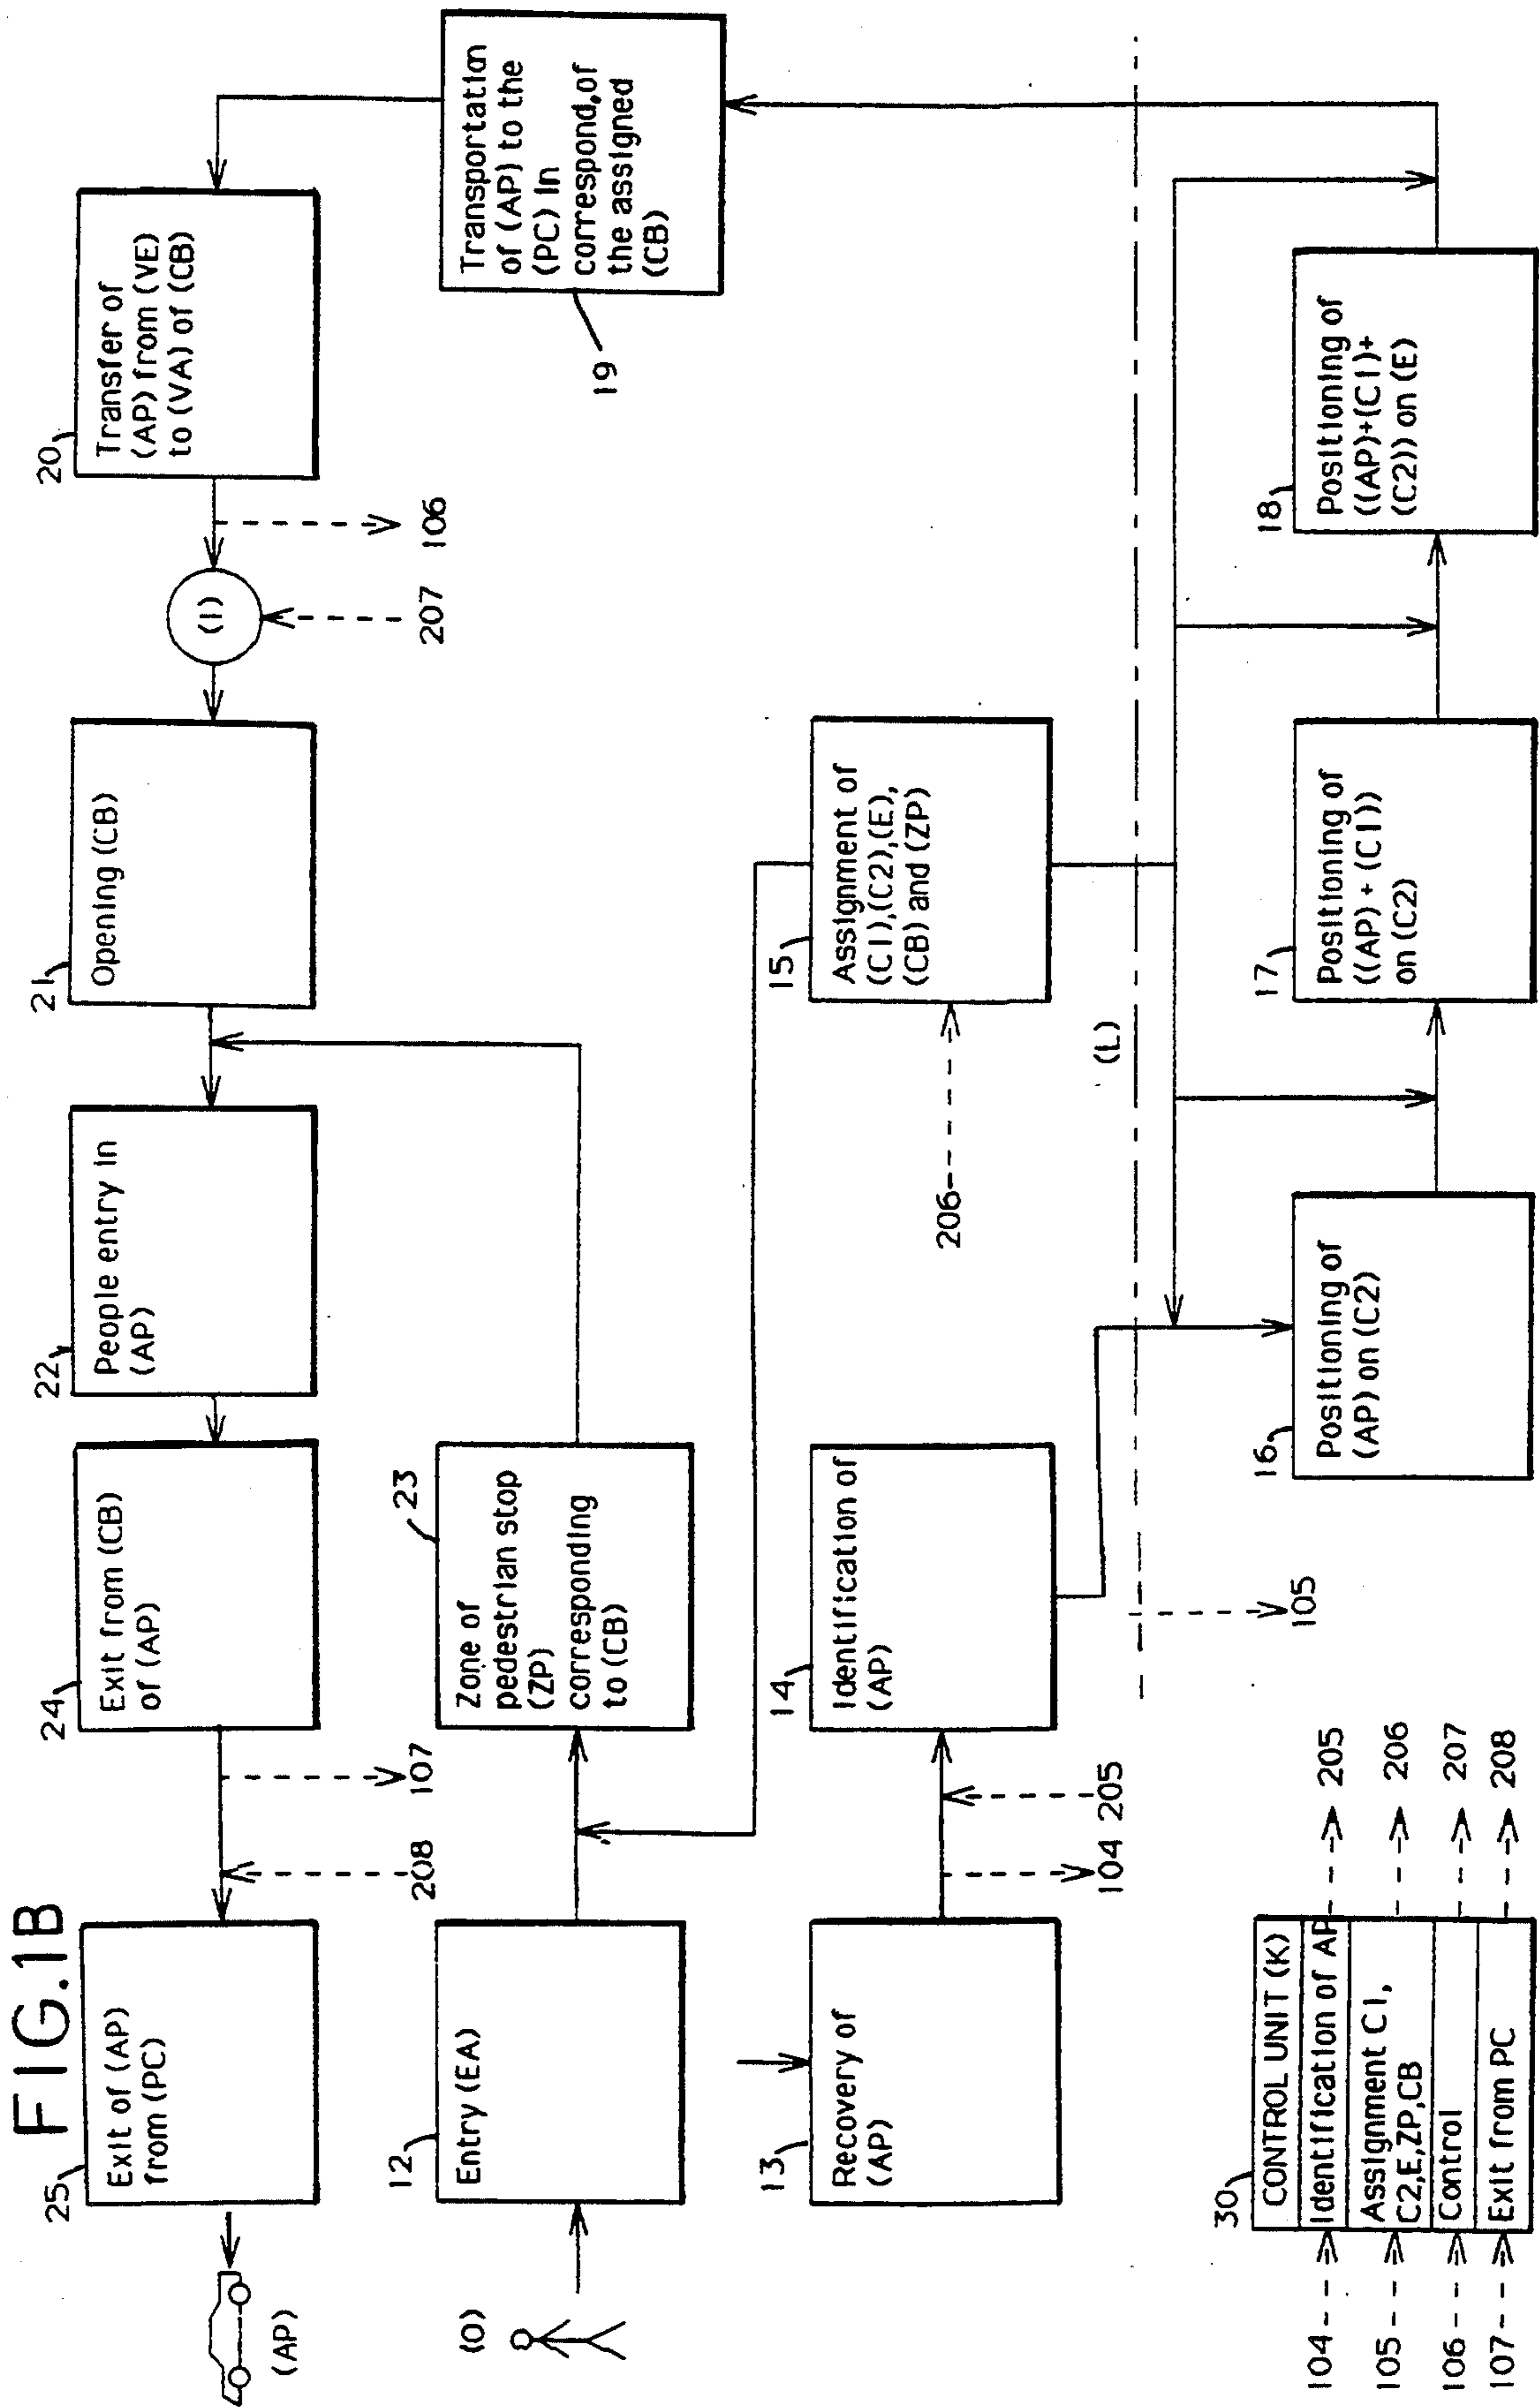 FIG.1B
25
Exit of (AP)
from (PC)
(AP)
208
107
24
Exit from (CB)
of (AP)
22
People entry in
(AP)
21
Opening (CB)
(I)
207
106
20
Transfer of
(AP) from (VE)
to (VA) of (CB)
(O)
12
Entry (EA)
Zone of
pedestrian stop
(ZP)
corresponding
to (CB)
23
Transportation
of (AP) to the
(PC) in
correspond,of
the assigned
(CB)
19
13
Recovery of
(AP)
104
205
14
Identification of
(AP)
206
15
Assignment of
(C1),(C2),(E),
(CB) and (ZP)
105
(L)
30
CONTROL UNIT (K)
104
Identification of AP
205
105
Assignment C1,
C2,E,ZP,CB
206
106
Control
207
107
Exit from PC
208
16
Positioning of
(AP) on (C2)
17
Positioning of
((AP) + (C1))
on (C2)
18
Positioning of
((AP)+(C1)+
(C2)) on (E)